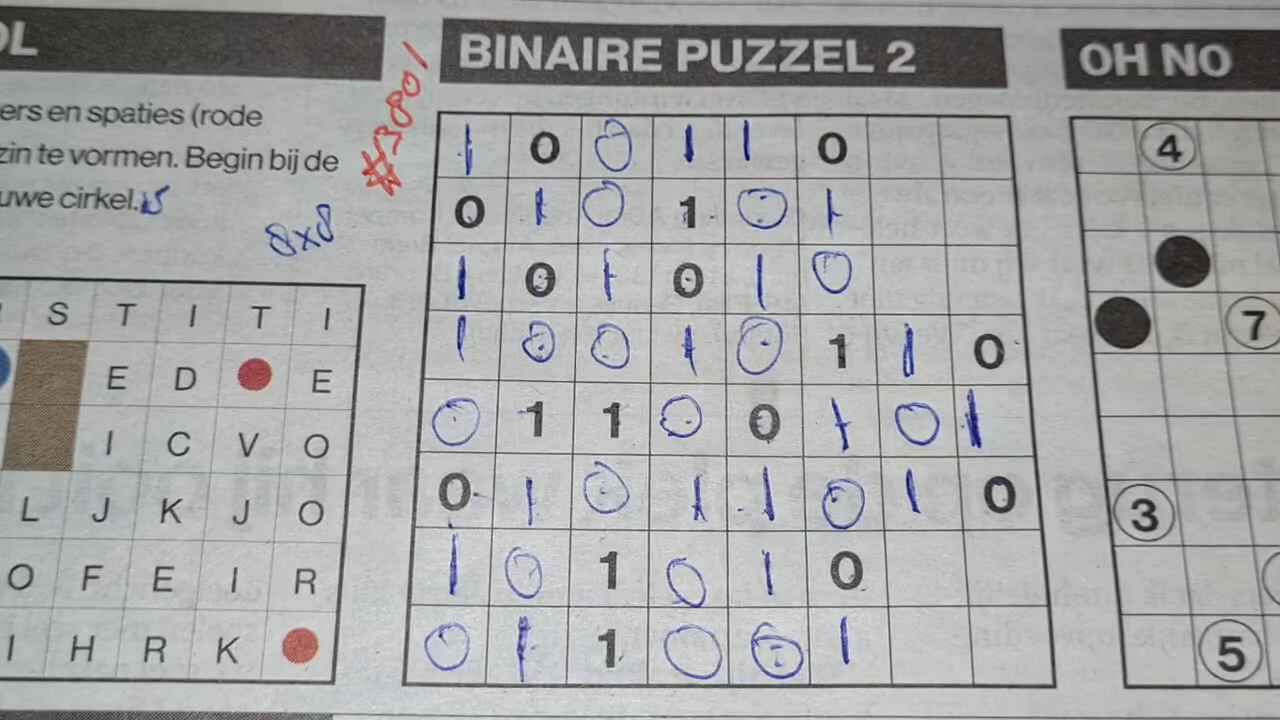 OL
BINAIRE PUZZEL 2
OH NO
#3801
ers en spaties (rode
zin te vormen. Begin bij de
uwe cirkel.
8x8
S T I T I
E D E
I C V O
L J K J O
O F E I R
I H R K
1 0 0 1 1 0
0 1 0 1 0 1
1 0 1 0 1 0
1 0 0 1 0 1 1 0
0 1 1 0 0 1 0 1
0 1 0 1 1 0 1 0
1 0 1 0 1 0
0 1 1 0 0 1
4
7
3
5